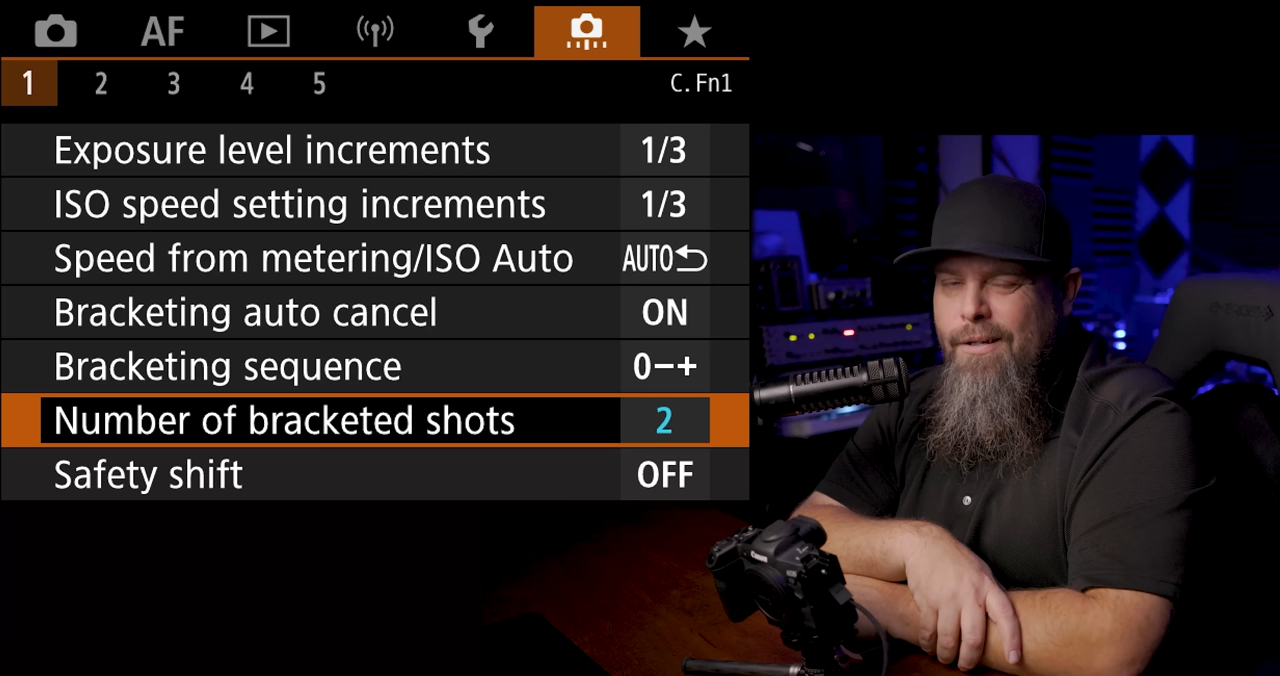 AF
1 2 3 4 5 C.Fn1
Exposure level increments 1/3
ISO speed setting increments 1/3
Speed from metering/ISO Auto AUTO
Bracketing auto cancel ON
Bracketing sequence 0−+
Number of bracketed shots 2
Safety shift OFF
Canon